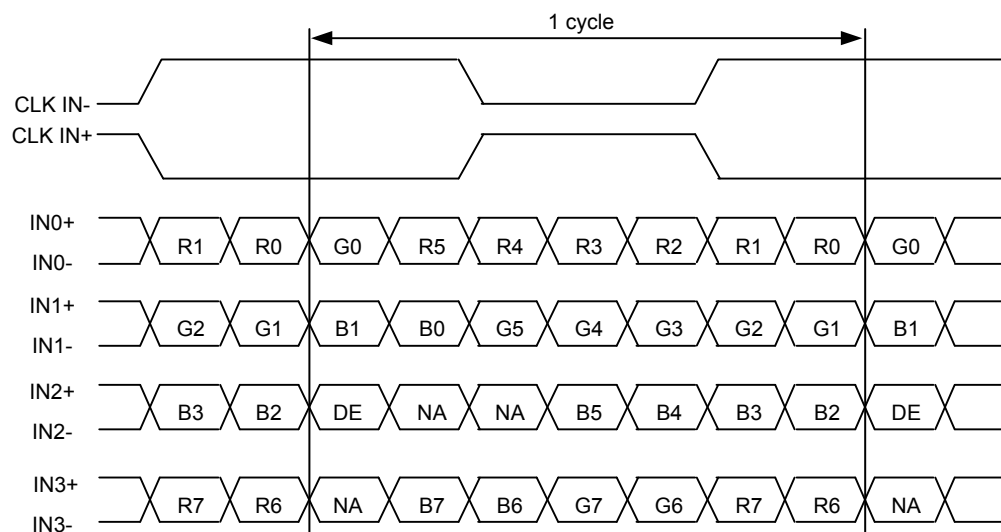 1 cycle
CLK IN-
CLK IN+
IN0+
R1 R0 G0 R5 R4 R3 R2 R1 R0 G0
IN0-
IN1+
G2 G1 B1 B0 G5 G4 G3 G2 G1 B1
IN1-
IN2+
B3 B2 DE NA NA B5 B4 B3 B2 DE
IN2-
IN3+
R7 R6 NA B7 B6 G7 G6 R7 R6 NA
IN3-